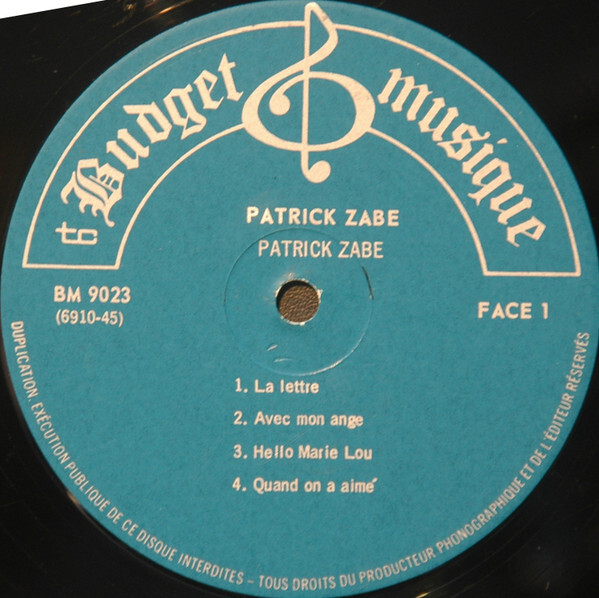 Budget musique
PATRICK ZABE
PATRICK ZABE
BM 9023
(6910-45)
FACE 1
1. La lettre
2. Avec mon ange
3. Hello Marie Lou
4. Quand on a aimé
DUPLICATION, EXÉCUTION PUBLIQUE DE CE DISQUE INTERDITES - TOUS DROITS DU PRODUCTEUR PHONOGRAPHIQUE ET DE L'ÉDITEUR RÉSERVÉS